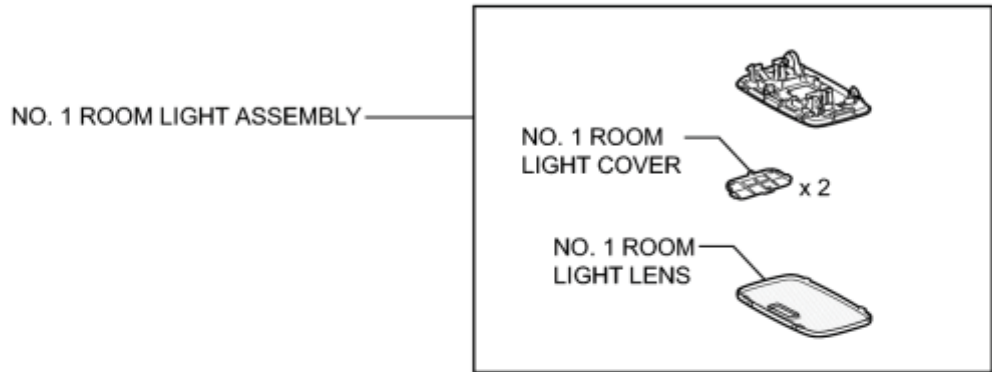 NO. 1 ROOM LIGHT ASSEMBLY
NO. 1 ROOM
LIGHT COVER
x 2
NO. 1 ROOM
LIGHT LENS